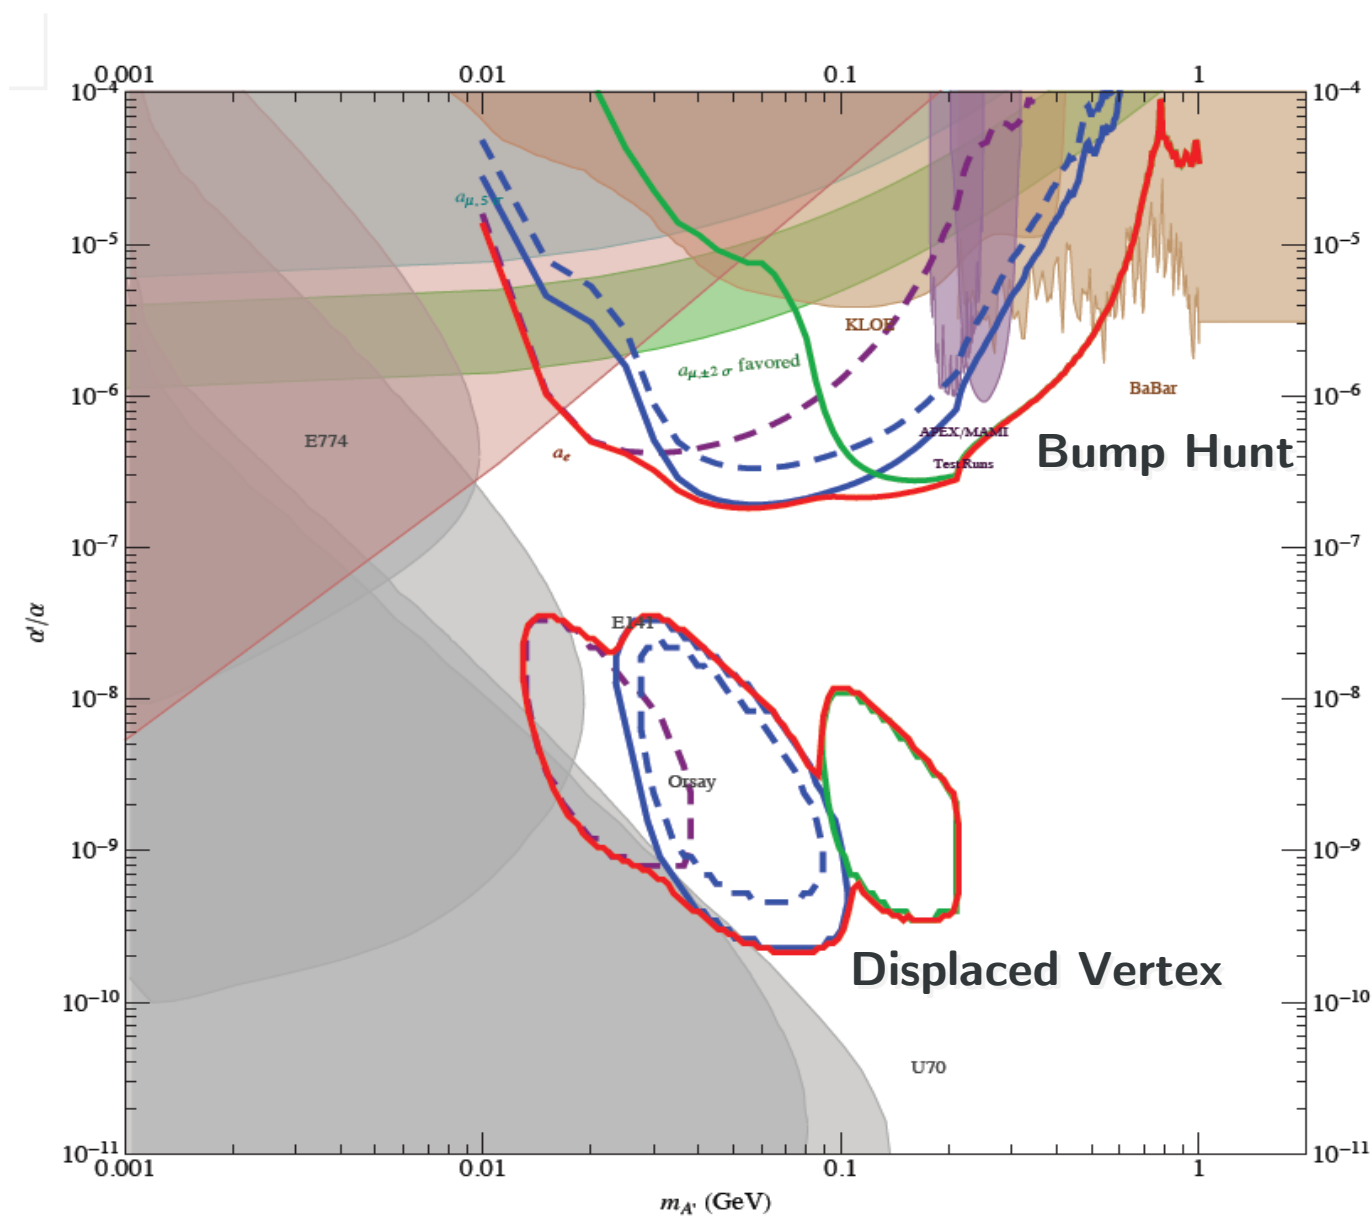 0.001 0.01 0.1 1
10⁻⁴ 10⁻⁴
aμ,5σ
10⁻⁵ 10⁻⁵
KLOE
aμ,±2σ favored
10⁻⁶ BaBar 10⁻⁶
APEX/MAMI
E774 ae Bump Hunt
Test Runs
10⁻⁷ 10⁻⁷
α'/α
E141
10⁻⁸ 10⁻⁸
Orsay
10⁻⁹ 10⁻⁹
Displaced Vertex
10⁻¹⁰ 10⁻¹⁰
U70
10⁻¹¹ 10⁻¹¹
0.001 0.01 0.1 1
mA' (GeV)